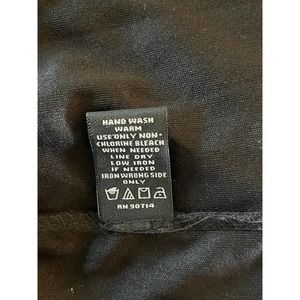 HAND WASH
WARM
USE ONLY NON-
CHLORINE BLEACH
WHEN NEEDED
LINE DRY
LOW IRON
IF NEEDED
IRON WRONG SIDE
ONLY
RN 90714